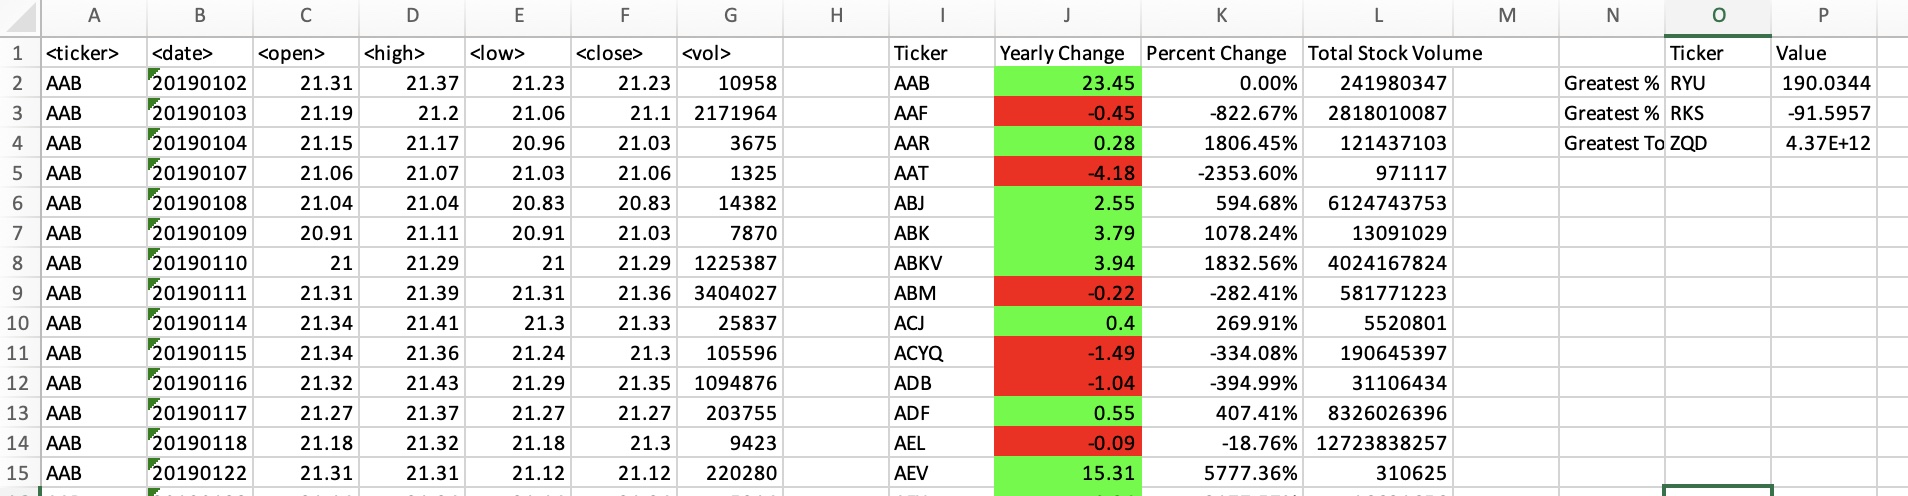 A B C D E F G H I J K L M N O P
1 <ticker> <date> <open> <high> <low> <close> <vol> Ticker Yearly Change Percent Change Total Stock Volume Ticker Value
2 AAB 20190102 21.31 21.37 21.23 21.23 10958 AAB 23.45 0.00% 241980347 Greatest % RYU 190.0344
3 AAB 20190103 21.19 21.2 21.06 21.1 2171964 AAF -0.45 -822.67% 2818010087 Greatest % RKS -91.5957
4 AAB 20190104 21.15 21.17 20.96 21.03 3675 AAR 0.28 1806.45% 121437103 Greatest To ZQD 4.37E+12
5 AAB 20190107 21.06 21.07 21.03 21.06 1325 AAT -4.18 -2353.60% 971117
6 AAB 20190108 21.04 21.04 20.83 20.83 14382 ABJ 2.55 594.68% 6124743753
7 AAB 20190109 20.91 21.11 20.91 21.03 7870 ABK 3.79 1078.24% 13091029
8 AAB 20190110 21 21.29 21 21.29 1225387 ABKV 3.94 1832.56% 4024167824
9 AAB 20190111 21.31 21.39 21.31 21.36 3404027 ABM -0.22 -282.41% 581771223
10 AAB 20190114 21.34 21.41 21.3 21.33 25837 ACJ 0.4 269.91% 5520801
11 AAB 20190115 21.34 21.36 21.24 21.3 105596 ACYQ -1.49 -334.08% 190645397
12 AAB 20190116 21.32 21.43 21.29 21.35 1094876 ADB -1.04 -394.99% 31106434
13 AAB 20190117 21.27 21.37 21.27 21.27 203755 ADF 0.55 407.41% 8326026396
14 AAB 20190118 21.18 21.32 21.18 21.3 9423 AEL -0.09 -18.76% 12723838257
15 AAB 20190122 21.31 21.31 21.12 21.12 220280 AEV 15.31 5777.36% 310625